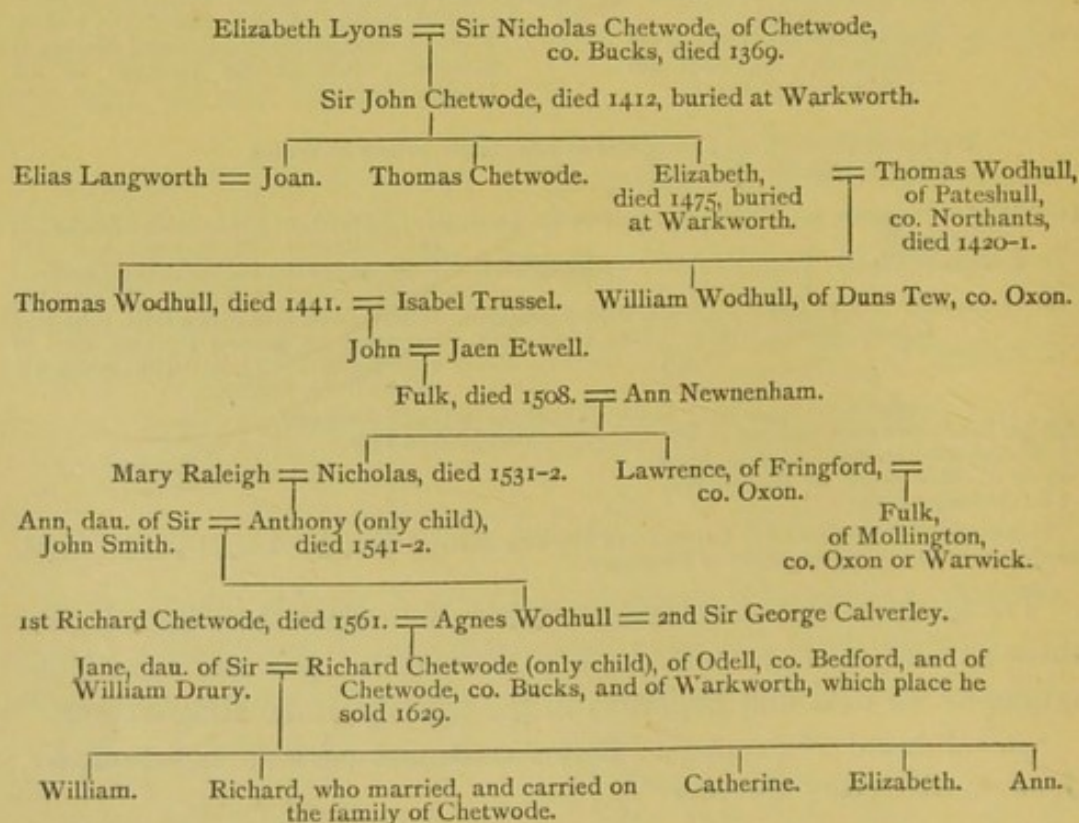 Elizabeth Lyons = Sir Nicholas Chetwode, of Chetwode,
co. Bucks, died 1369.
Sir John Chetwode, died 1412, buried at Warkworth.
Elias Langworth = Joan. Thomas Chetwode. Elizabeth, = Thomas Wodhull,
died 1475, buried of Pateshull,
at Warkworth. co. Northants,
died 1420-1.
Thomas Wodhull, died 1441. = Isabel Trussel. William Wodhull, of Duns Tew, co. Oxon.
John = Jaen Etwell.
Fulk, died 1508. = Ann Newnenham.
Mary Raleigh = Nicholas, died 1531-2. Lawrence, of Fringford, =
co. Oxon.
Ann, dau. of Sir = Anthony (only child), Fulk,
John Smith. died 1541-2. of Mollington,
co. Oxon or Warwick.
1st Richard Chetwode, died 1561. = Agnes Wodhull = 2nd Sir George Calverley.
Jane, dau. of Sir = Richard Chetwode (only child), of Odell, co. Bedford, and of
William Drury. Chetwode, co. Bucks, and of Warkworth, which place he
sold 1629.
William. Richard, who married, and carried on Catherine. Elizabeth. Ann.
the family of Chetwode.